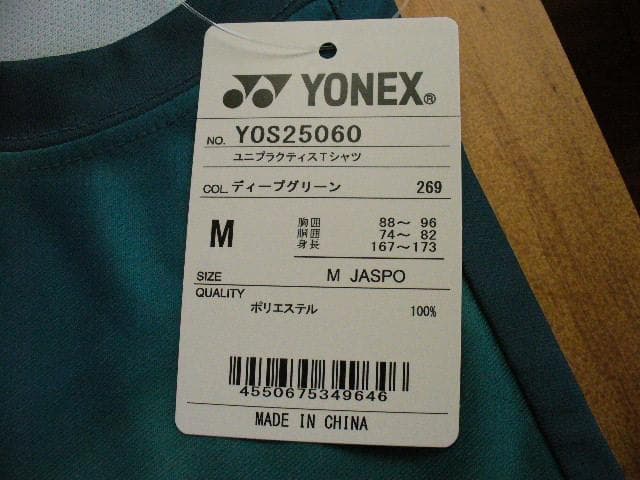 YONEX®
NO. YOS25060
ユニプラクティスTシャツ
COL. ディープグリーン 269
M 胸囲 88〜 96
胴囲 74〜 82
身長 167〜173
SIZE M JASPO
QUALITY
ポリエステル 100%
4550675349646
MADE IN CHINA